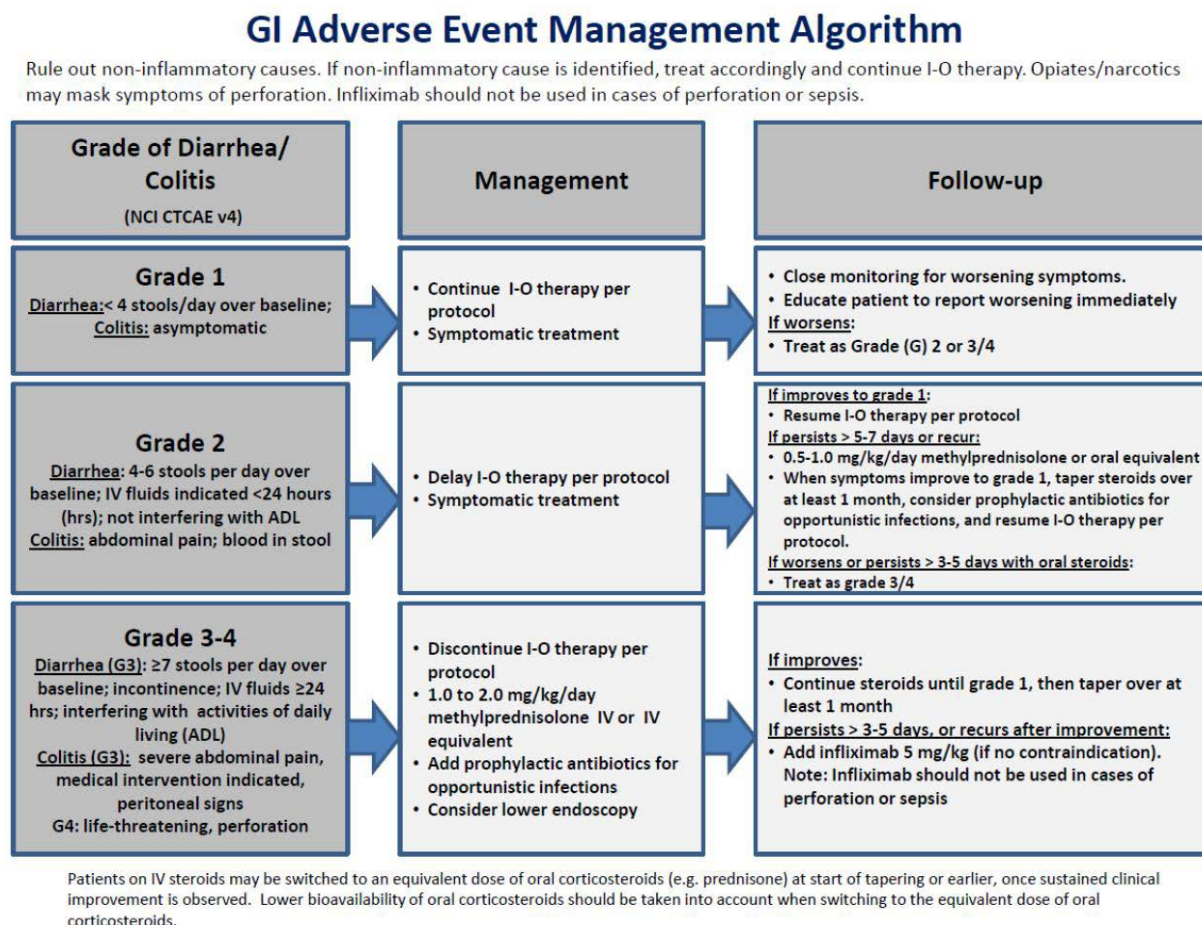 GI Adverse Event Management Algorithm
Rule out non-inflammatory causes. If non-inflammatory cause is identified, treat accordingly and continue I-O therapy. Opiates/narcotics
may mask symptoms of perforation. Infliximab should not be used in cases of perforation or sepsis.
Grade of Diarrhea/
Colitis
(NCI CTCAE v4)
Management
Follow-up
Grade 1
Diarrhea:< 4 stools/day over baseline;
Colitis: asymptomatic
• Continue I-O therapy per
protocol
• Symptomatic treatment
• Close monitoring for worsening symptoms.
• Educate patient to report worsening immediately
If worsens:
• Treat as Grade (G) 2 or 3/4
Grade 2
Diarrhea: 4-6 stools per day over
baseline; IV fluids indicated <24 hours
(hrs); not interfering with ADL
Colitis: abdominal pain; blood in stool
• Delay I-O therapy per protocol
• Symptomatic treatment
If improves to grade 1:
• Resume I-O therapy per protocol
If persists > 5-7 days or recur:
• 0.5-1.0 mg/kg/day methylprednisolone or oral equivalent
• When symptoms improve to grade 1, taper steroids over
at least 1 month, consider prophylactic antibiotics for
opportunistic infections, and resume I-O therapy per
protocol.
If worsens or persists > 3-5 days with oral steroids:
• Treat as grade 3/4
Grade 3-4
Diarrhea (G3): ≥7 stools per day over
baseline; incontinence; IV fluids ≥24
hrs; interfering with activities of daily
living (ADL)
Colitis (G3): severe abdominal pain,
medical intervention indicated,
peritoneal signs
G4: life-threatening, perforation
• Discontinue I-O therapy per
protocol
• 1.0 to 2.0 mg/kg/day
methylprednisolone IV or IV
equivalent
• Add prophylactic antibiotics for
opportunistic infections
• Consider lower endoscopy
If improves:
• Continue steroids until grade 1, then taper over at
least 1 month
If persists > 3-5 days, or recurs after improvement:
• Add infliximab 5 mg/kg (if no contraindication).
Note: Infliximab should not be used in cases of
perforation or sepsis
Patients on IV steroids may be switched to an equivalent dose of oral corticosteroids (e.g. prednisone) at start of tapering or earlier, once sustained clinical
improvement is observed. Lower bioavailability of oral corticosteroids should be taken into account when switching to the equivalent dose of oral
corticosteroids.